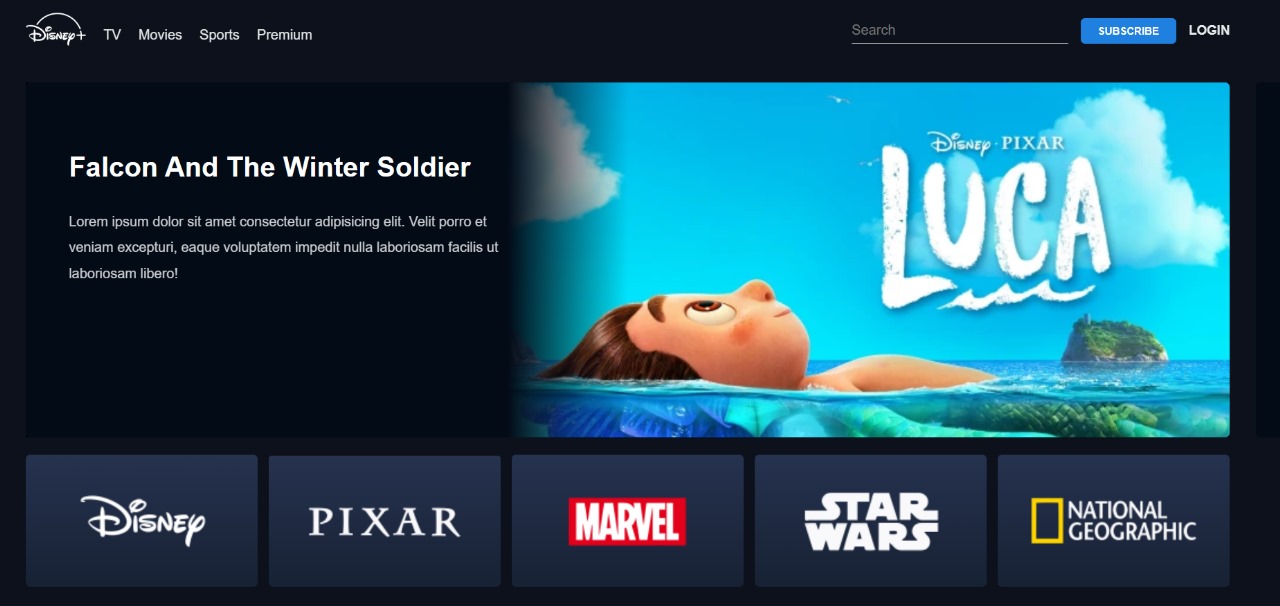 Disney+
TV Movies Sports Premium
Search
SUBSCRIBE
LOGIN
Falcon And The Winter Soldier
Lorem ipsum dolor sit amet consectetur adipisicing elit. Velit porro et
veniam excepturi, eaque voluptatem impedit nulla laboriosam facilis ut
laboriosam libero!
Disney · PIXAR
LUCA
Disney
PIXAR
MARVEL
STAR
WARS
NATIONAL
GEOGRAPHIC